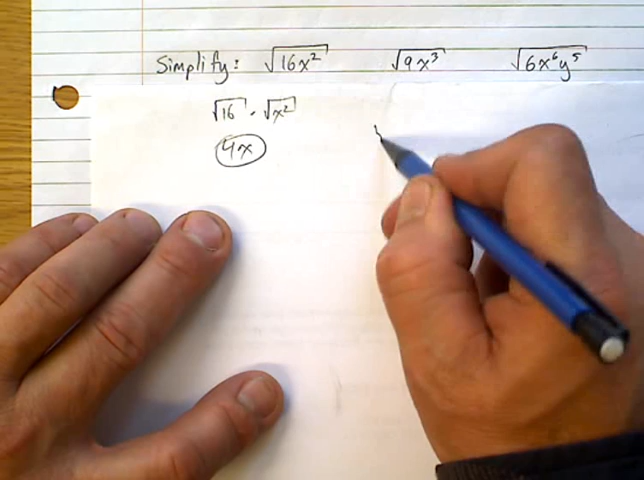 Simplify: √16x² √9x³ √6x⁶y⁵
√16 · √x²
4x